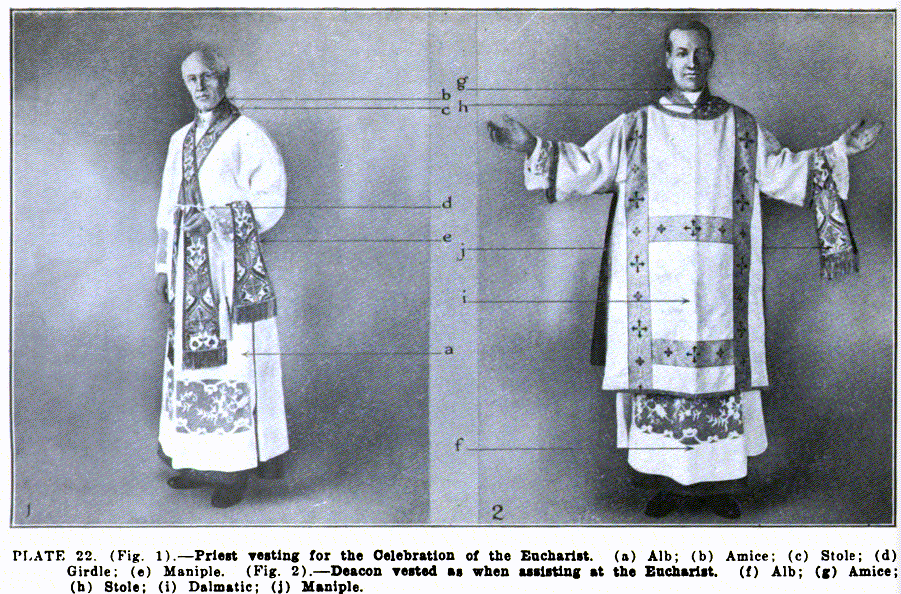 g
b
c h
d
e
j
i
a
f
1
2
PLATE 22. (Fig. 1).—Priest vesting for the Celebration of the Eucharist. (a) Alb; (b) Amice; (c) Stole; (d)
Girdle; (e) Maniple. (Fig. 2).—Deacon vested as when assisting at the Eucharist. (f) Alb; (g) Amice;
(h) Stole; (i) Dalmatic; (j) Maniple.